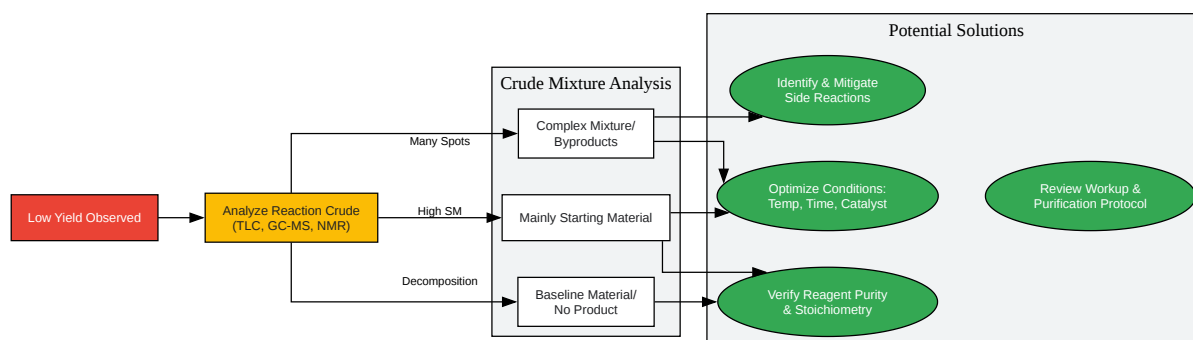 Potential Solutions
Crude Mixture Analysis
Identify & Mitigate
Side Reactions
Complex Mixture/
Byproducts
Many Spots
Low Yield Observed
Analyze Reaction Crude
(TLC, GC-MS, NMR)
High SM
Mainly Starting Material
Optimize Conditions:
Temp, Time, Catalyst
Review Workup &
Purification Protocol
Decomposition
Baseline Material/
No Product
Verify Reagent Purity
& Stoichiometry